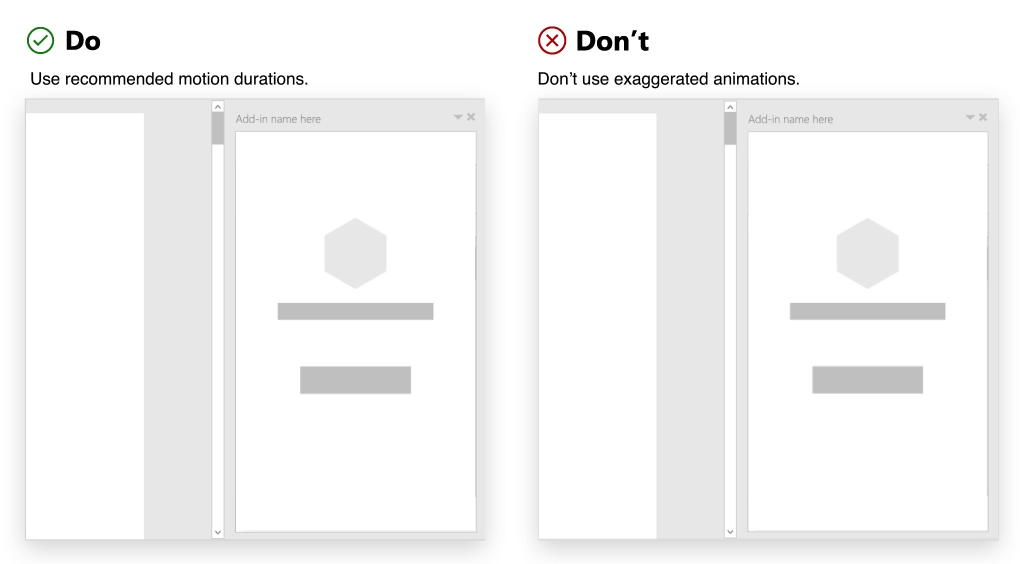 Do
Use recommended motion durations.
Add-in name here
Don’t
Don’t use exaggerated animations.
Add-in name here